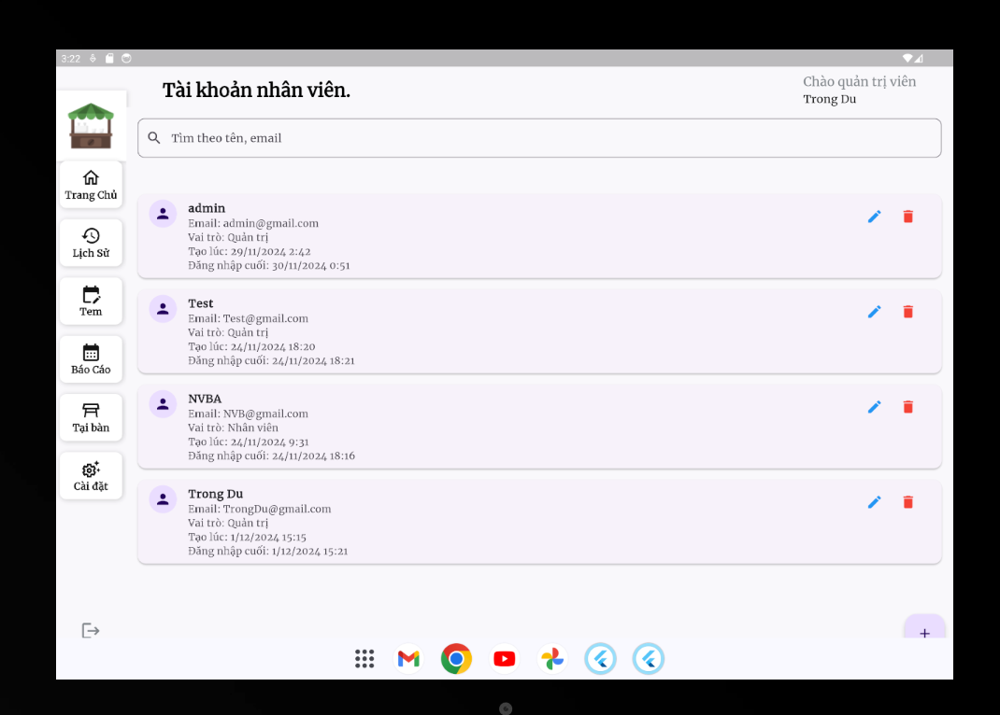 3:22
Tài khoản nhân viên.
Chào quản trị viên
Trong Du
Tìm theo tên, email
Trang Chủ
Lịch Sử
Tem
Báo Cáo
Tại bàn
Cài đặt
admin
Email: admin@gmail.com
Vai trò: Quản trị
Tạo lúc: 29/11/2024 2:42
Đăng nhập cuối: 30/11/2024 0:51
Test
Email: Test@gmail.com
Vai trò: Quản trị
Tạo lúc: 24/11/2024 18:20
Đăng nhập cuối: 24/11/2024 18:21
NVBA
Email: NVB@gmail.com
Vai trò: Nhân viên
Tạo lúc: 24/11/2024 9:31
Đăng nhập cuối: 24/11/2024 18:16
Trong Du
Email: TrongDu@gmail.com
Vai trò: Quản trị
Tạo lúc: 1/12/2024 15:15
Đăng nhập cuối: 1/12/2024 15:21